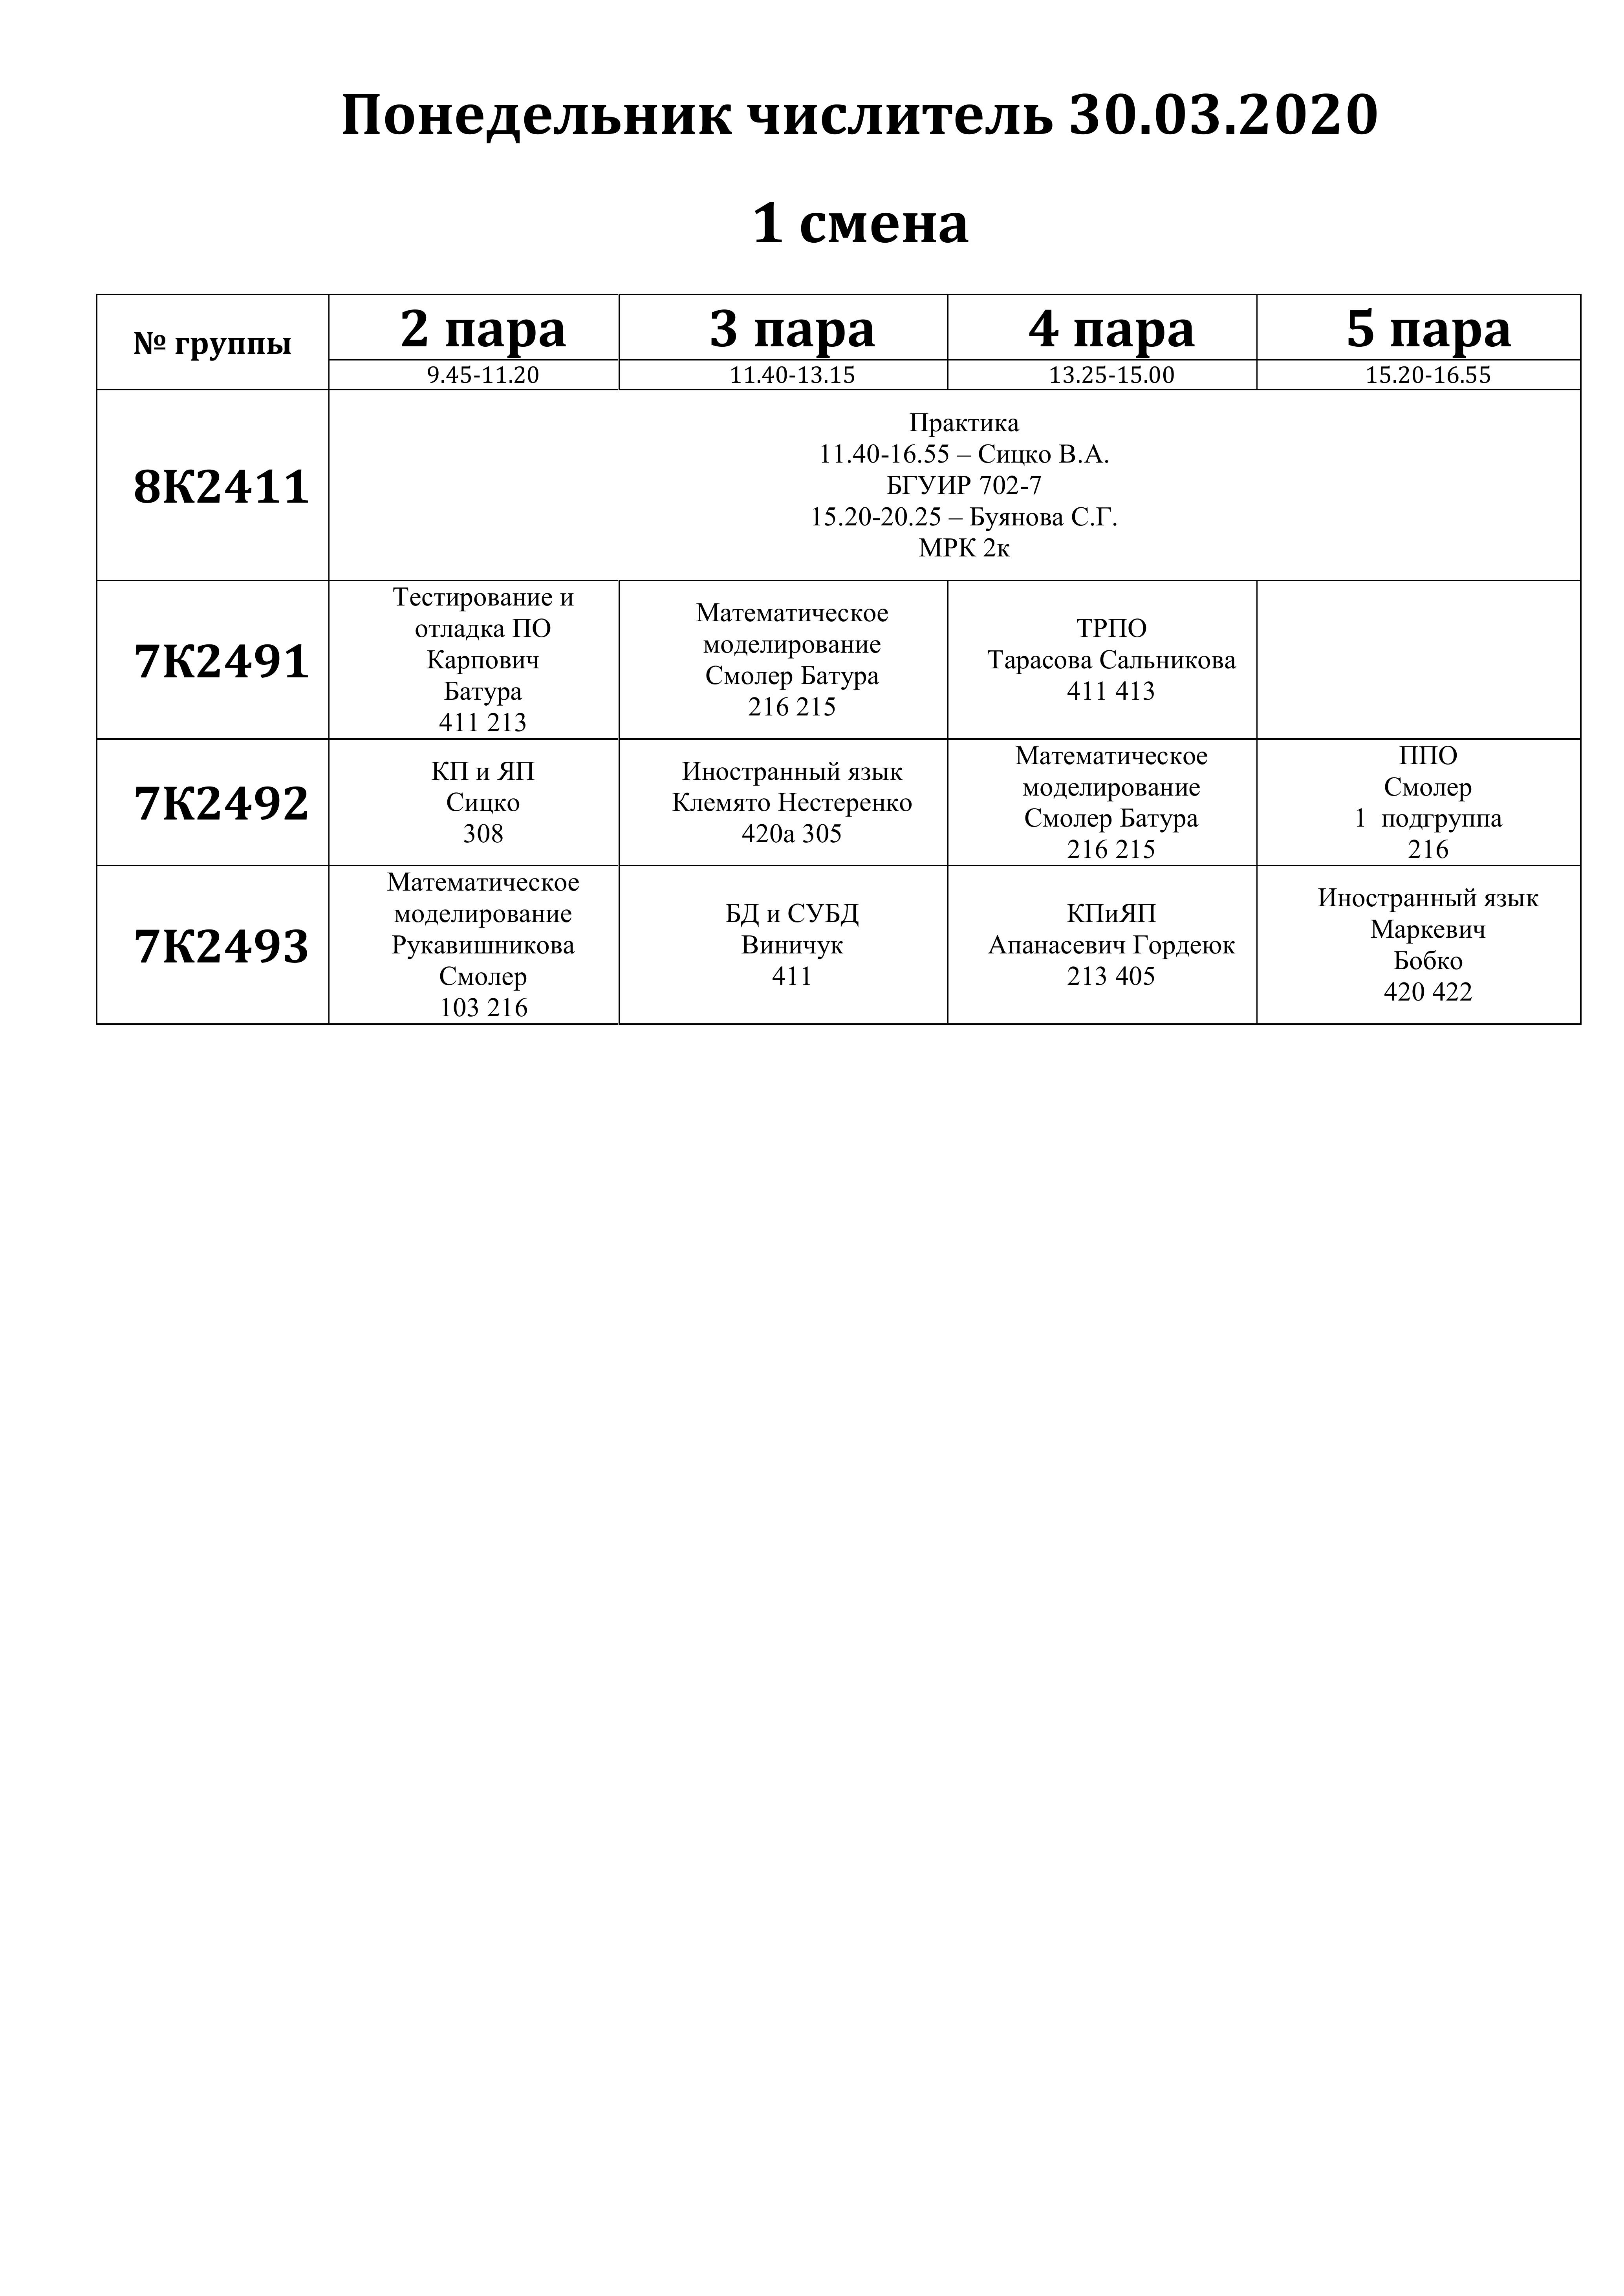 Понедельник числитель 30.03.2020
1 смена
№ группы
2 пара
3 пара
4 пара
5 пара
9.45-11.20
11.40-13.15
13.25-15.00
15.20-16.55
8К2411
Практика
11.40-16.55 – Сицко В.А.
БГУИР 702-7
15.20-20.25 – Буянова С.Г.
МРК 2к
7К2491
Тестирование и
отладка ПО
Карпович
Батура
411 213
Математическое
моделирование
Смолер Батура
216 215
ТРПО
Тарасова Сальникова
411 413
7К2492
КП и ЯП
Сицко
308
Иностранный язык
Клемято Нестеренко
420а 305
Математическое
моделирование
Смолер Батура
216 215
ППО
Смолер
1 подгруппа
216
7К2493
Математическое
моделирование
Рукавишникова
Смолер
103 216
БД и СУБД
Виничук
411
КПиЯП
Апанасевич Гордеюк
213 405
Иностранный язык
Маркевич
Бобко
420 422